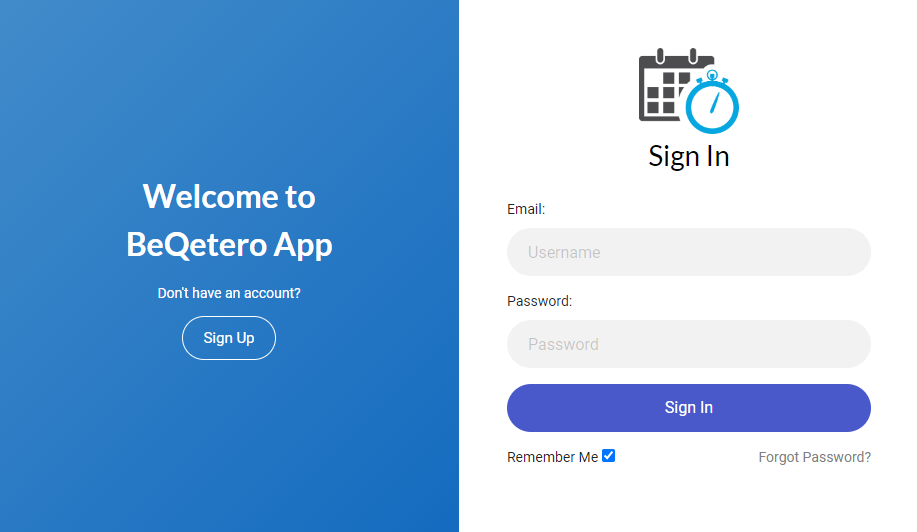 Welcome to
BeQetero App
Don't have an account?
Sign Up
Sign In
Email:
Username
Password:
Password
Sign In
Remember Me
Forgot Password?